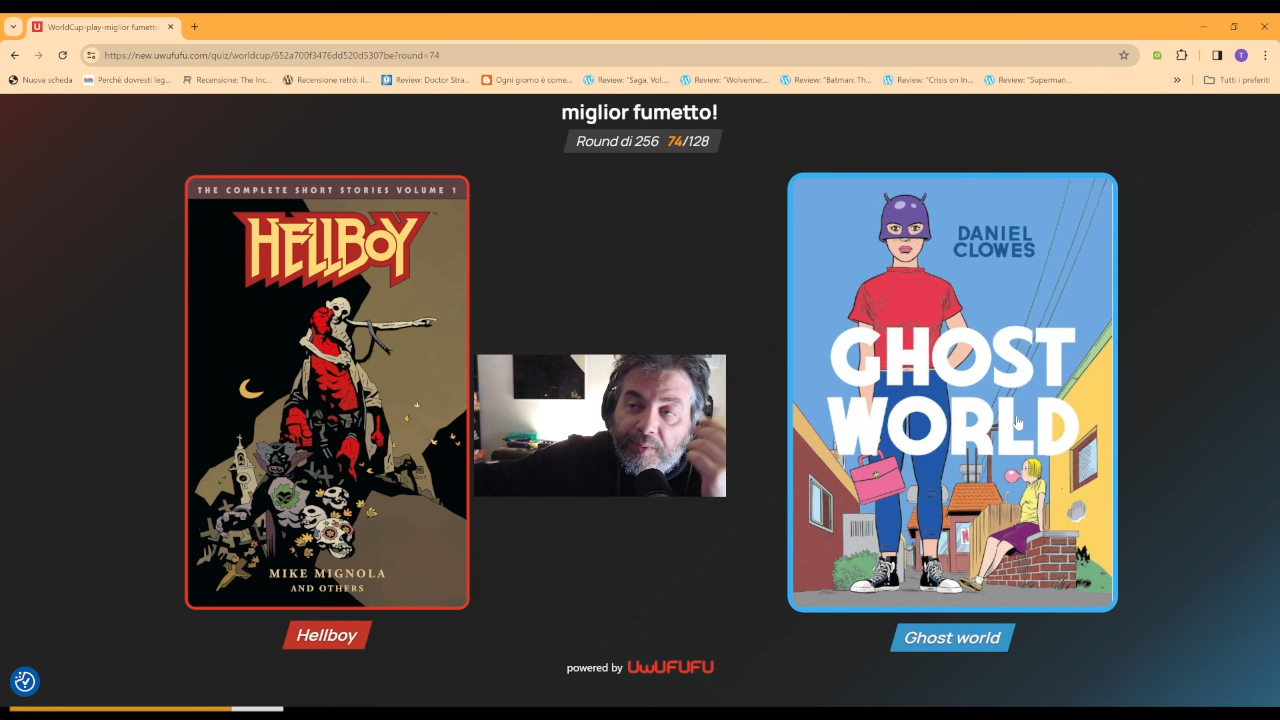 WorldCup-play-miglior fumetto
https://new.uwufufu.com/quiz/worldcup/652a700f3476dd520d5307be?round=74
T
Nuova scheda
Perchè dovresti leg...
Recensione: The Inc...
Recensione retrò: il...
Review: Doctor Stra...
Ogni giorno è come...
Review: "Saga, Vol....
Review: "Wolverine:...
Review: "Batman: Th...
Review: "Crisis on In...
Review: "Superman...
»
Tutti i preferiti
miglior fumetto!
Round di 256 74/128
THE COMPLETE SHORT STORIES VOLUME 1
HELLBOY
MIKE MIGNOLA
AND OTHERS
Hellboy
DANIEL
CLOWES
GHOST
WORLD
Ghost world
powered by UwUFUFU